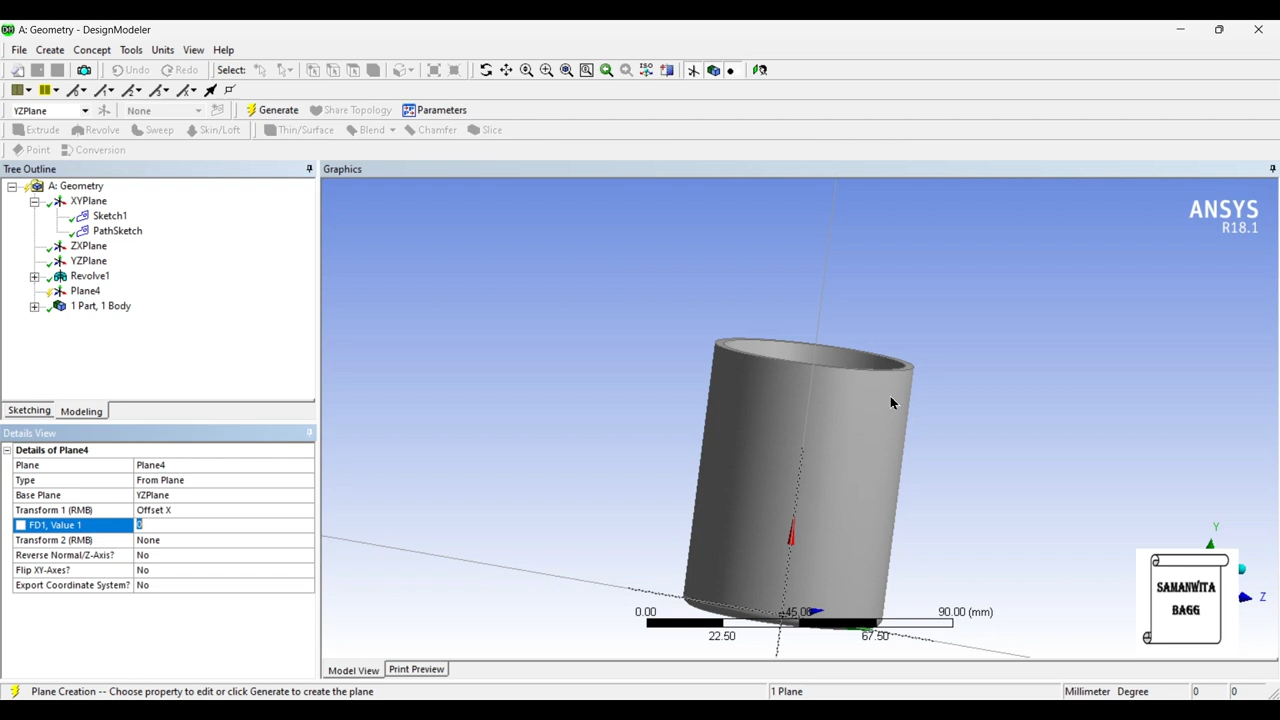 A: Geometry - DesignModeler
File Create Concept Tools Units View Help
Undo Redo Select: ISO
YZPlane None Generate Share Topology Parameters
Extrude Revolve Sweep Skin/Loft Thin/Surface Blend Chamfer Slice
Point Conversion
Tree Outline
Graphics
A: Geometry
XYPlane
Sketch1
PathSketch
ZXPlane
YZPlane
Revolve1
Plane4
1 Part, 1 Body
Sketching Modeling
Details View
Details of Plane4
Plane Plane4
Type From Plane
Base Plane YZPlane
Transform 1 (RMB) Offset X
FD1, Value 1 0
Transform 2 (RMB) None
Reverse Normal/Z-Axis? No
Flip XY-Axes? No
Export Coordinate System? No
ANSYS
R18.1
0.00 45.00 90.00 (mm)
22.50 67.50
Y
Z
SAMANWITA
BAGG
Model View Print Preview
Plane Creation -- Choose property to edit or click Generate to create the plane 1 Plane Millimeter Degree 0 0